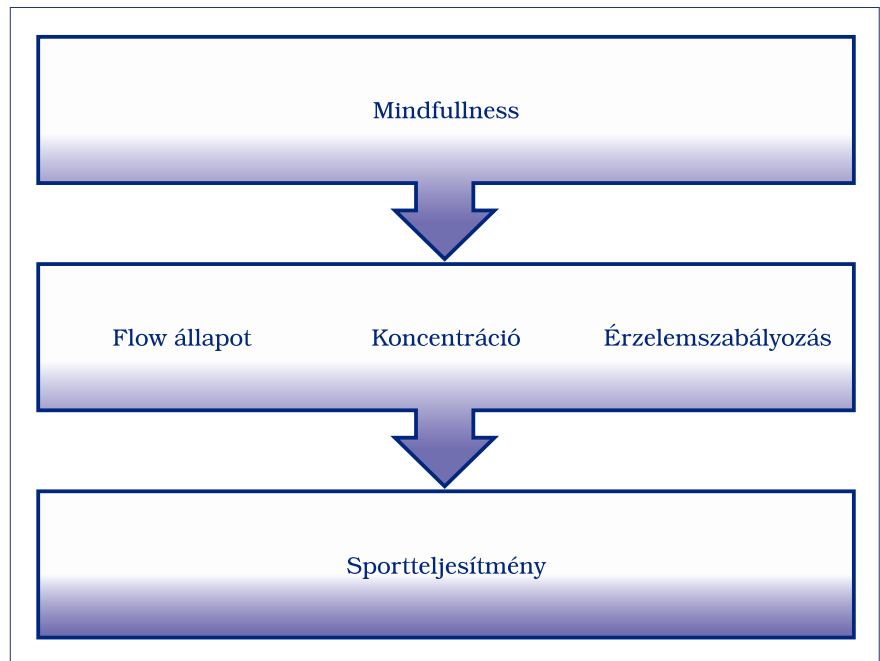 Mindfullness
Flow állapot Koncentráció Érzelemszabályozás
Sportteljesítmény